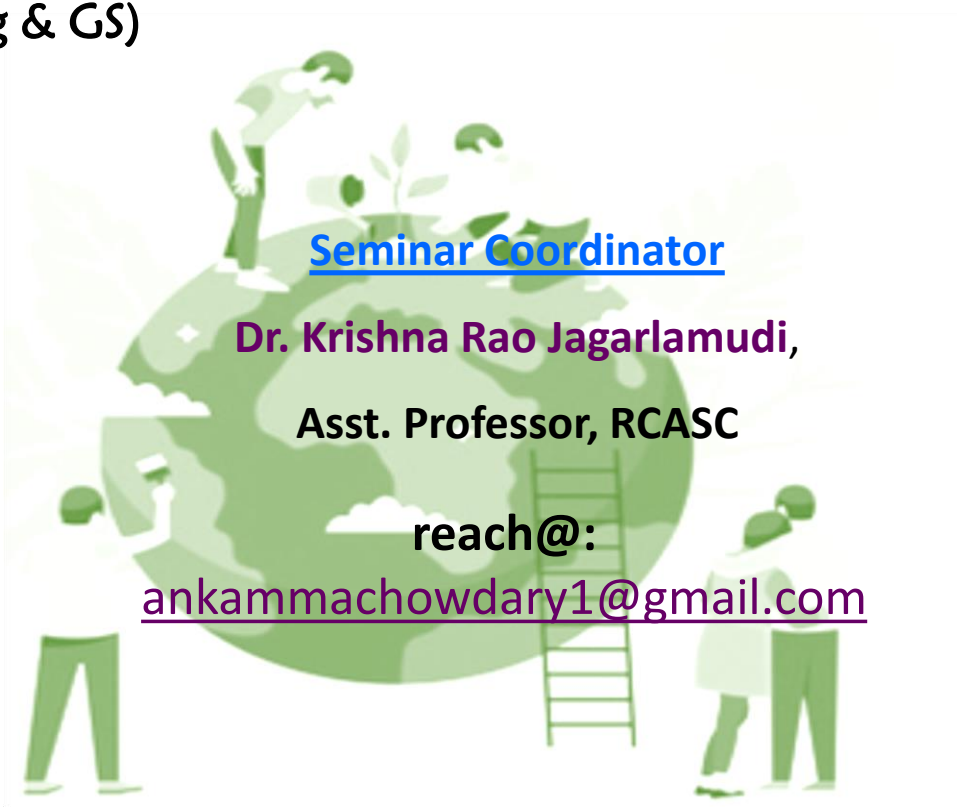 & GS)
Seminar Coordinator
Dr. Krishna Rao Jagarlamudi,
Asst. Professor, RCASC
reach@:
ankammachowdary1@gmail.com